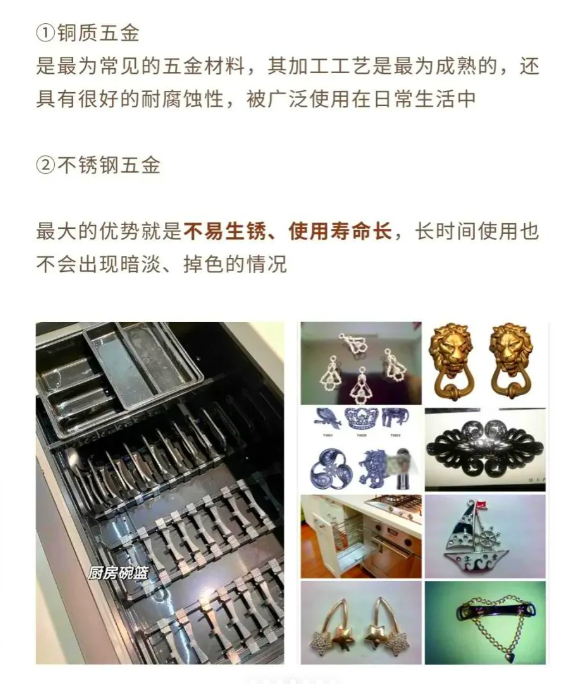 ①铜质五金
是最为常见的五金材料，其加工工艺是最为成熟的，还
具有很好的耐腐蚀性，被广泛使用在日常生活中
②不锈钢五金
最大的优势就是不易生锈、使用寿命长，长时间使用也
不会出现暗淡、掉色的情况
厨房碗篮